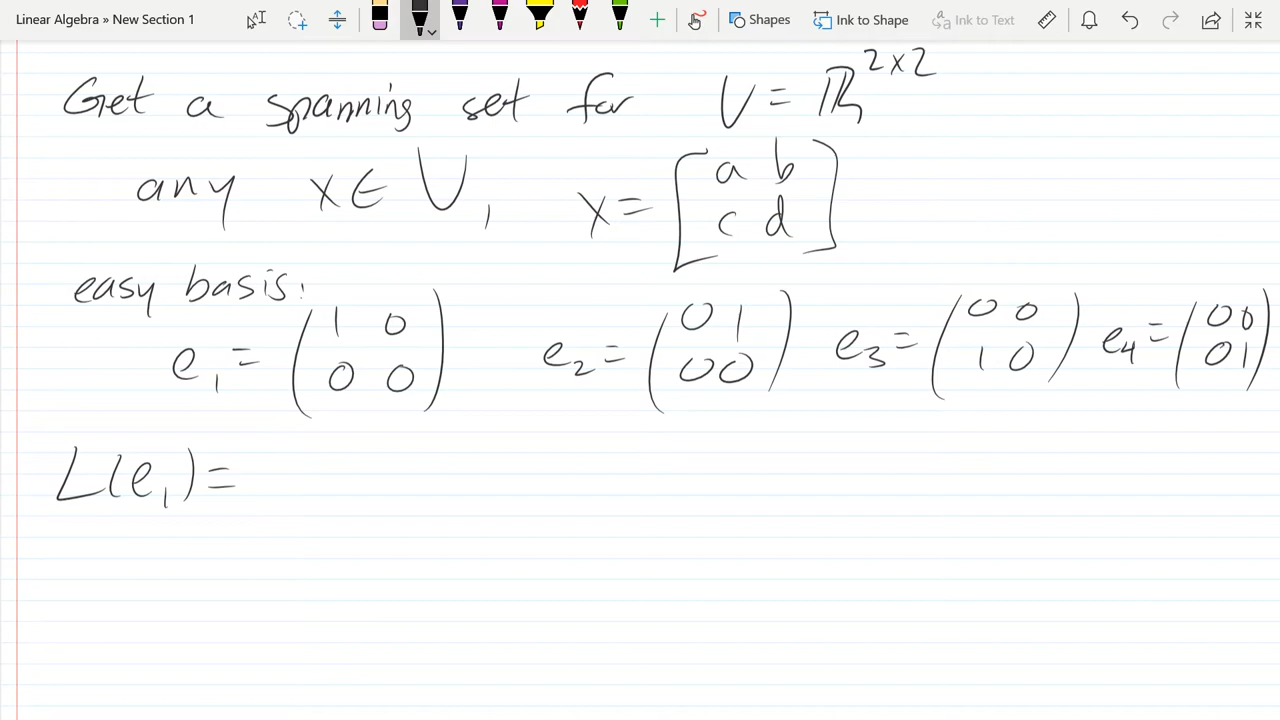 Linear Algebra » New Section 1
Shapes
Ink to Shape
Ink to Text
Get a spanning set for V = ℝ^{2×2}
any x ∈ V, x = [a b; c d]
easy basis:
e₁ = (1 0; 0 0) e₂ = (0 1; 0 0) e₃ = (0 0; 1 0) e₄ = (0 0; 0 1)
L(e₁) =